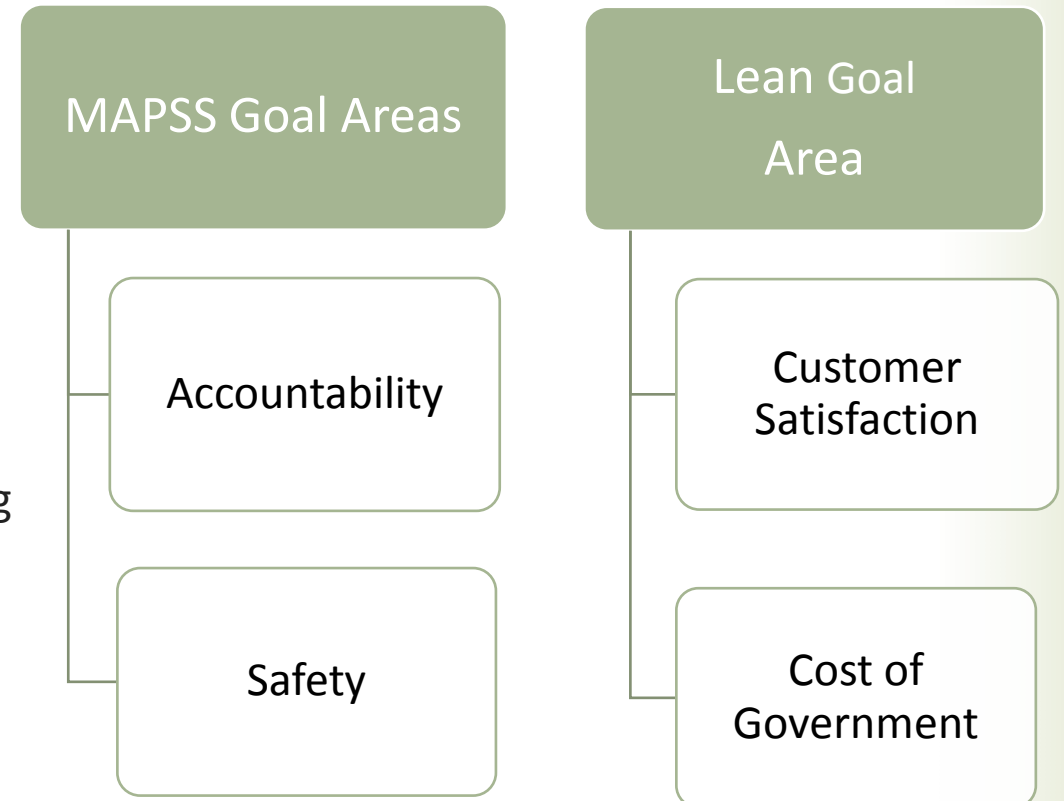 MAPSS Goal Areas
Accountability
g
Safety
Lean Goal
Area
Customer
Satisfaction
Cost of
Government